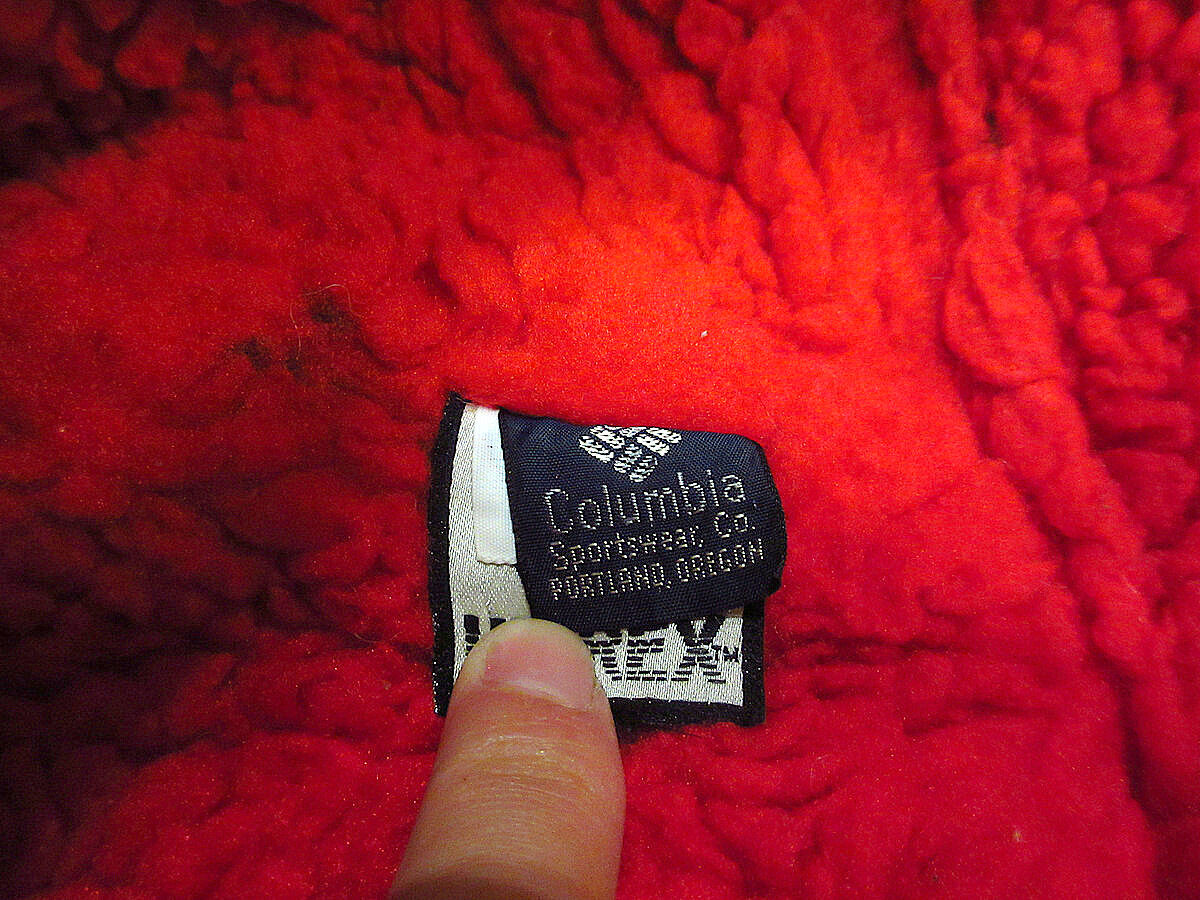 Columbia
Sportswear, Co.
PORTLAND, OREGON